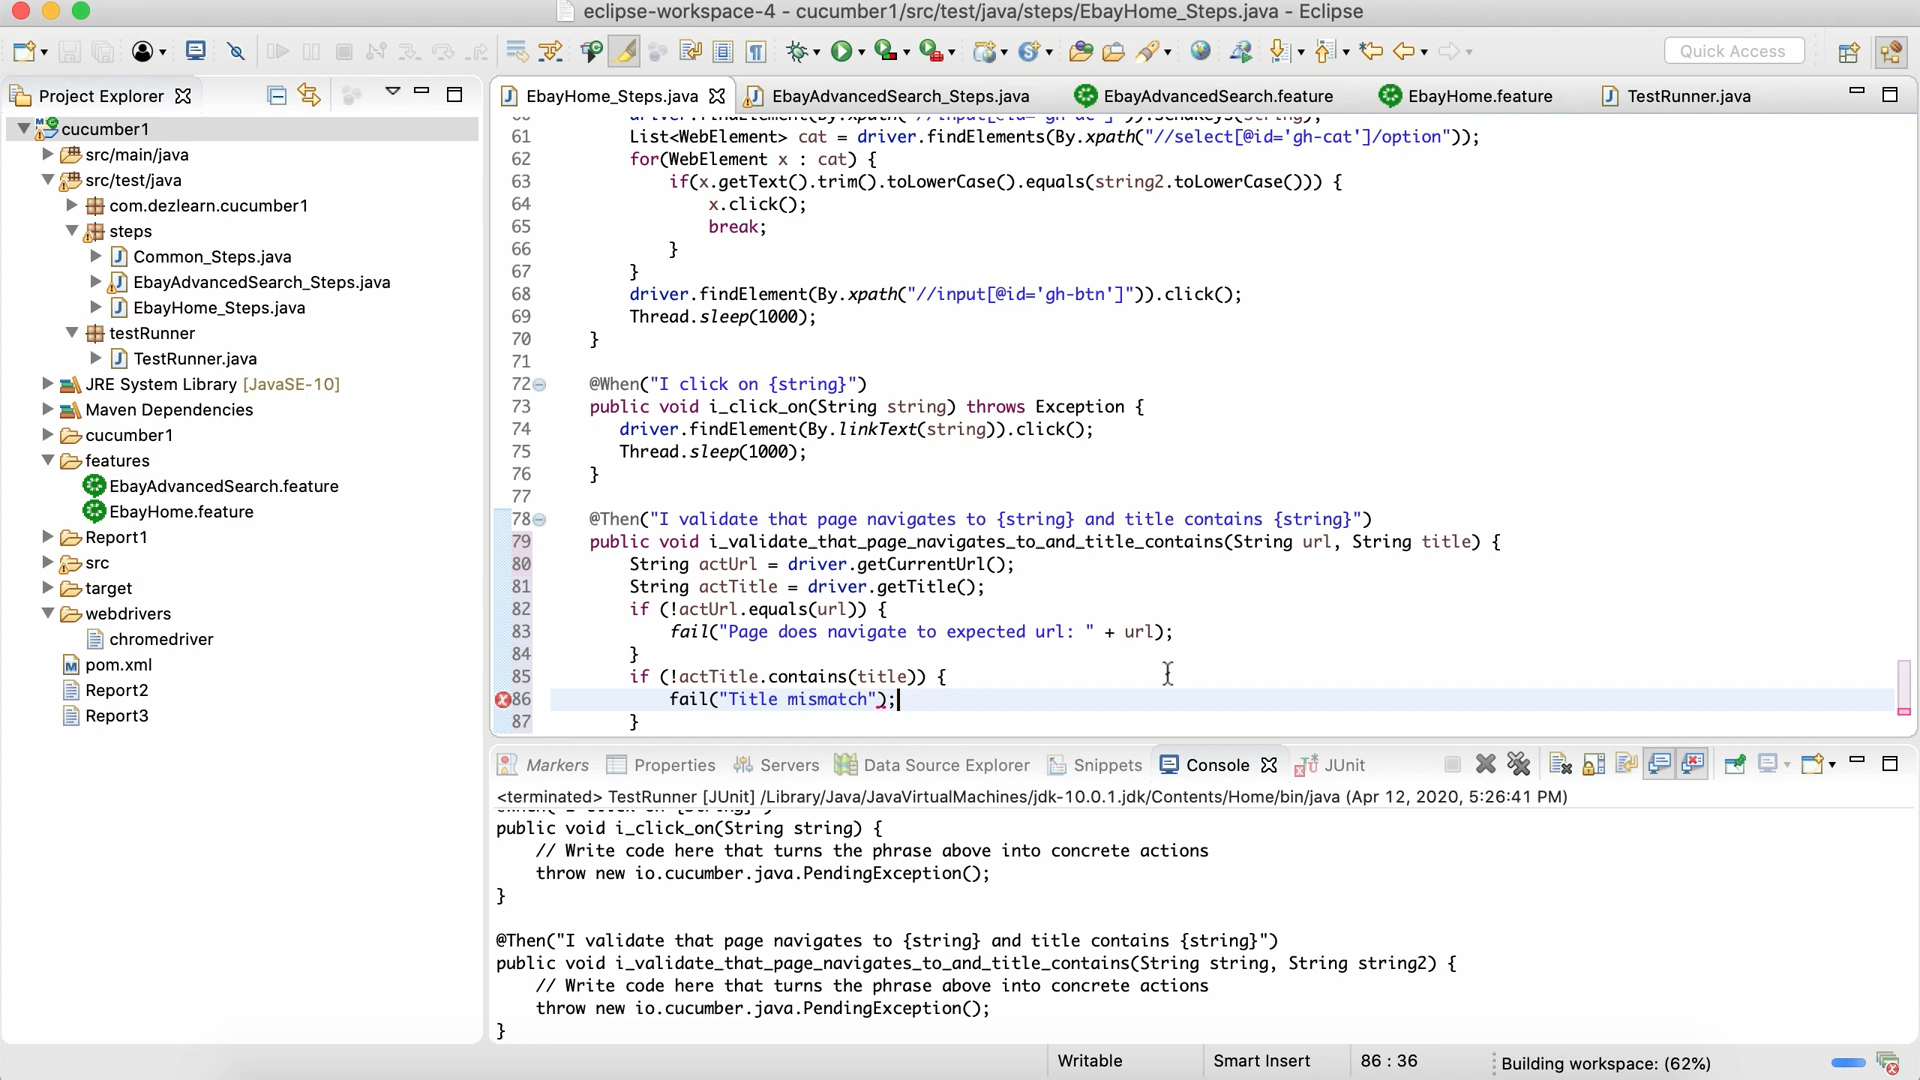 eclipse-workspace-4 - cucumber1/src/test/java/steps/EbayHome_Steps.java - Eclipse
Quick Access
Project Explorer
EbayHome_Steps.java
EbayAdvancedSearch_Steps.java
EbayAdvancedSearch.feature
EbayHome.feature
TestRunner.java
cucumber1
src/main/java
src/test/java
com.dezlearn.cucumber1
steps
Common_Steps.java
EbayAdvancedSearch_Steps.java
EbayHome_Steps.java
testRunner
TestRunner.java
JRE System Library [JavaSE-10]
Maven Dependencies
cucumber1
features
EbayAdvancedSearch.feature
EbayHome.feature
Report1
src
target
webdrivers
chromedriver
pom.xml
Report2
Report3
61 List<WebElement> cat = driver.findElements(By.xpath("//select[@id='gh-cat']/option"));
62 for(WebElement x : cat) {
63 if(x.getText().trim().toLowerCase().equals(string2.toLowerCase())) {
64 x.click();
65 break;
66 }
67 }
68 driver.findElement(By.xpath("//input[@id='gh-btn']")).click();
69 Thread.sleep(1000);
70 }
71
72 @When("I click on {string}")
73 public void i_click_on(String string) throws Exception {
74 driver.findElement(By.linkText(string)).click();
75 Thread.sleep(1000);
76 }
77
78 @Then("I validate that page navigates to {string} and title contains {string}")
79 public void i_validate_that_page_navigates_to_and_title_contains(String url, String title) {
80 String actUrl = driver.getCurrentUrl();
81 String actTitle = driver.getTitle();
82 if (!actUrl.equals(url)) {
83 fail("Page does navigate to expected url: " + url);
84 }
85 if (!actTitle.contains(title)) {
86 fail("Title mismatch");
87 }
Markers
Properties
Servers
Data Source Explorer
Snippets
Console
JUnit
<terminated> TestRunner [JUnit] /Library/Java/JavaVirtualMachines/jdk-10.0.1.jdk/Contents/Home/bin/java (Apr 12, 2020, 5:26:41 PM)
public void i_click_on(String string) {
// Write code here that turns the phrase above into concrete actions
throw new io.cucumber.java.PendingException();
}
@Then("I validate that page navigates to {string} and title contains {string}")
public void i_validate_that_page_navigates_to_and_title_contains(String string, String string2) {
// Write code here that turns the phrase above into concrete actions
throw new io.cucumber.java.PendingException();
}
Writable
Smart Insert
86 : 36
Building workspace: (62%)